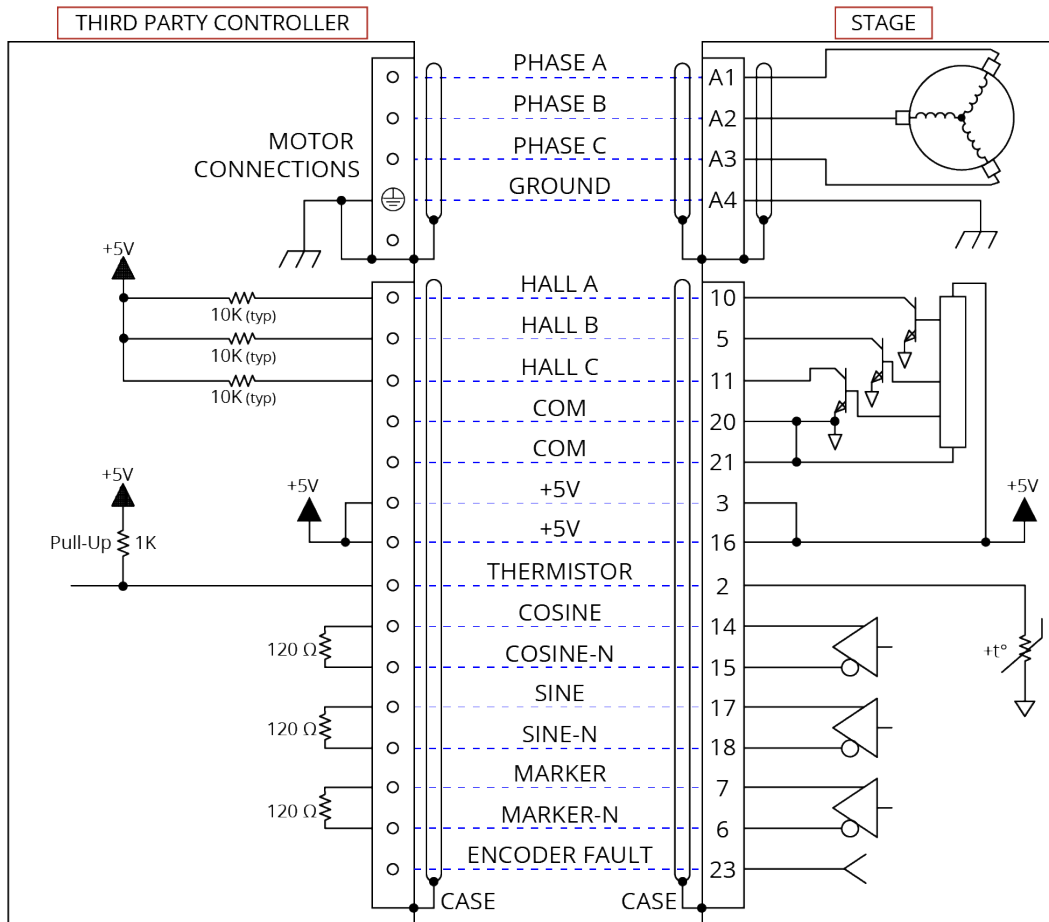 THIRD PARTY CONTROLLER
STAGE
PHASE A
A1
PHASE B
A2
MOTOR
CONNECTIONS
PHASE C
A3
GROUND
A4
+5V
HALL A
10
10K (typ)
HALL B
5
10K (typ)
HALL C
11
10K (typ)
COM
20
COM
21
+5V
+5V
+5V
3
+5V
Pull-Up
1K
+5V
16
THERMISTOR
2
COSINE
14
120 Ω
COSINE-N
15
+t°
SINE
17
120 Ω
SINE-N
18
MARKER
7
120 Ω
MARKER-N
6
ENCODER FAULT
23
CASE
CASE